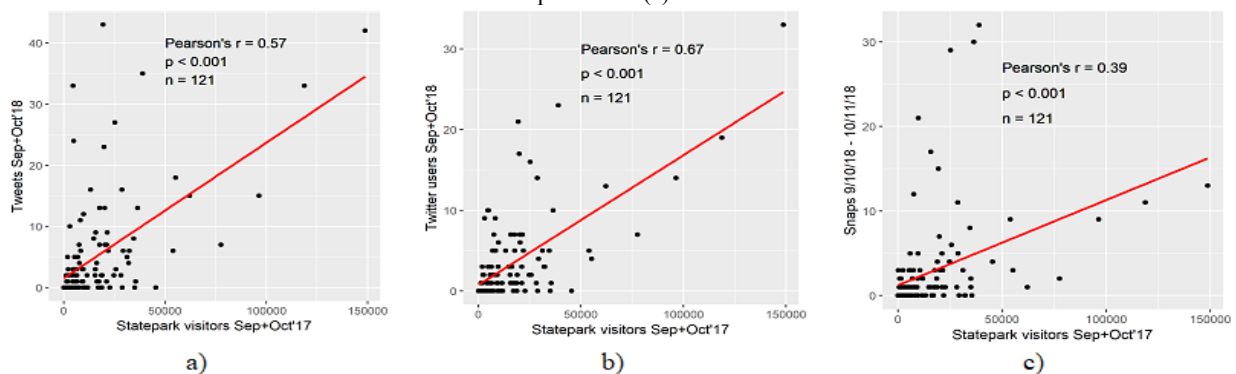 (s)
Pearson's r = 0.57
p < 0.001
n = 121
Tweets Sep+Oct'18
40
30
20
10
0
0
50000
100000
150000
Statepark visitors Sep+Oct'17
a)
Pearson's r = 0.67
p < 0.001
n = 121
Twitter users Sep+Oct'18
30
20
10
0
0
50000
100000
150000
Statepark visitors Sep+Oct'17
b)
Pearson's r = 0.39
p < 0.001
n = 121
Snaps 9/10/18 - 10/11/18
30
20
10
0
0
50000
100000
150000
Statepark visitors Sep+Oct'17
c)